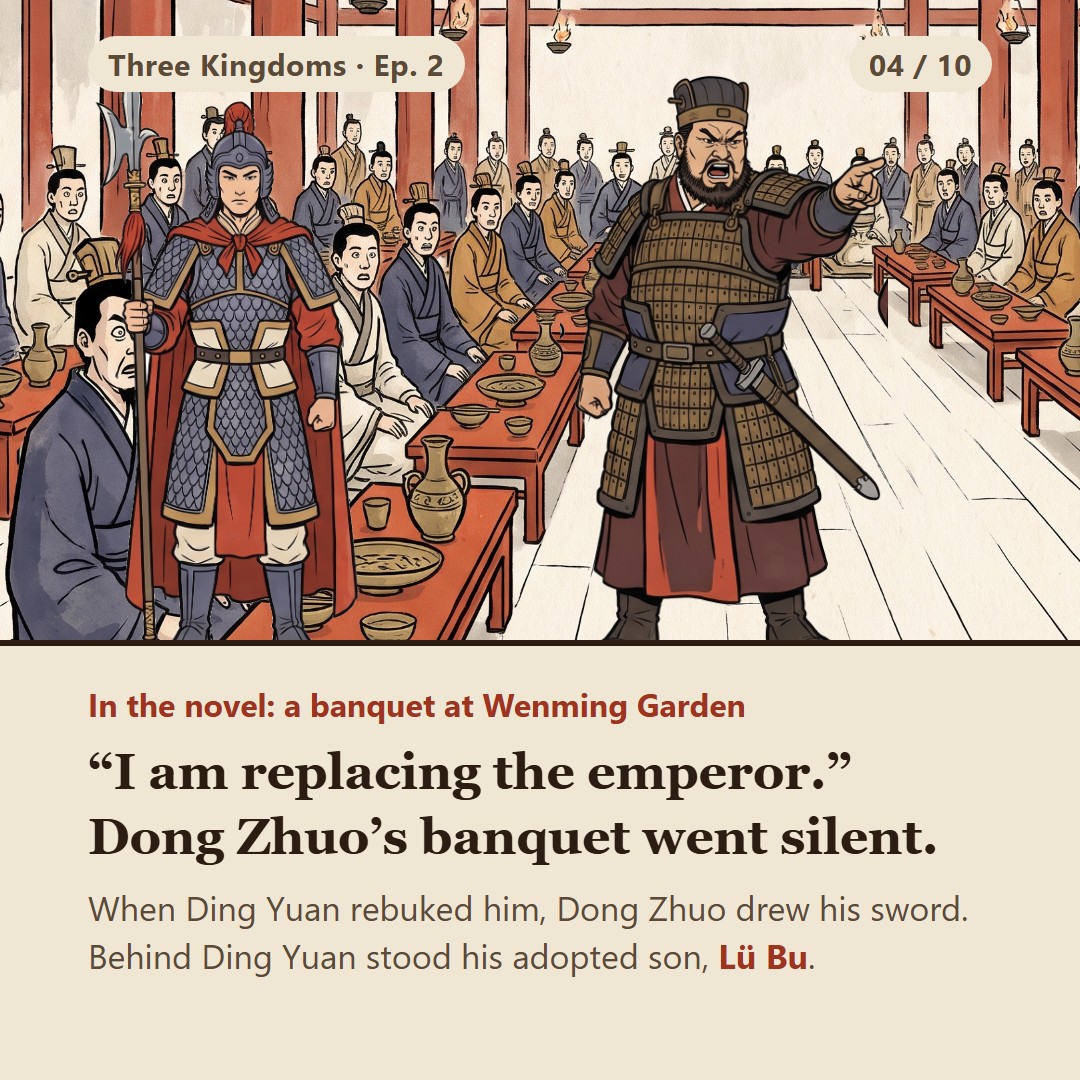 Three Kingdoms · Ep. 2
04 / 10
In the novel: a banquet at Wenming Garden
“I am replacing the emperor.”
Dong Zhuo’s banquet went silent.
When Ding Yuan rebuked him, Dong Zhuo drew his sword.
Behind Ding Yuan stood his adopted son, Lü Bu.